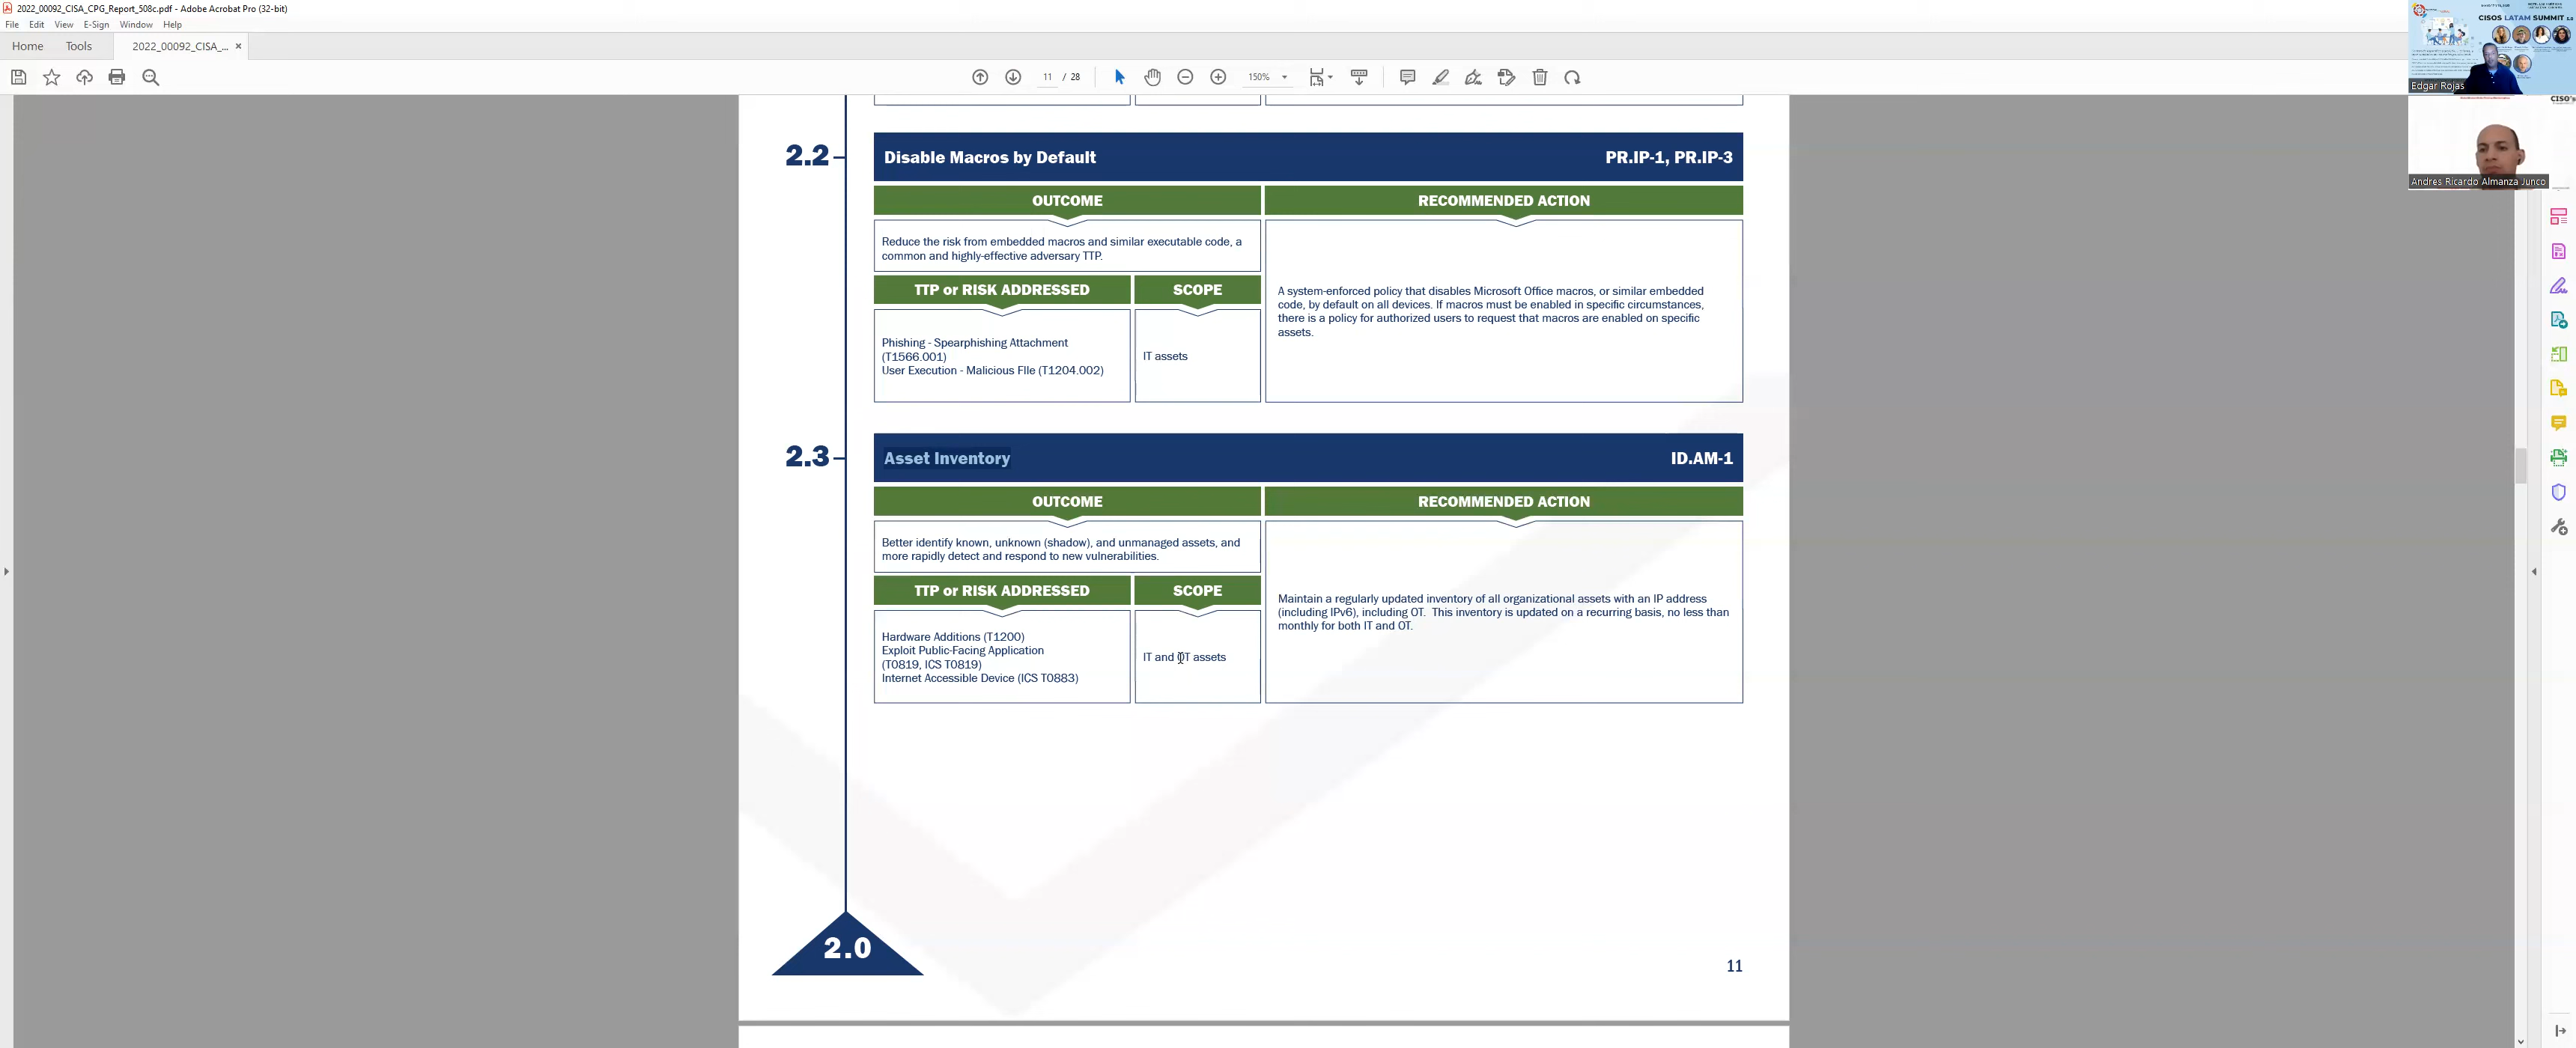 2022_00092_CISA_CPG_Report_508c.pdf - Adobe Acrobat Pro (32-bit)
File Edit View E-Sign Window Help
Home Tools 2022_00092_CISA_... ×
11 / 28 150%
2.2 Disable Macros by Default PR.IP-1, PR.IP-3
OUTCOME RECOMMENDED ACTION
Reduce the risk from embedded macros and similar executable code, a
common and highly-effective adversary TTP.
TTP or RISK ADDRESSED SCOPE
Phishing - Spearphishing Attachment
(T1566.001)
User Execution - Malicious FIle (T1204.002)
IT assets
A system-enforced policy that disables Microsoft Office macros, or similar embedded
code, by default on all devices. If macros must be enabled in specific circumstances,
there is a policy for authorized users to request that macros are enabled on specific
assets.
2.3 Asset Inventory ID.AM-1
OUTCOME RECOMMENDED ACTION
Better identify known, unknown (shadow), and unmanaged assets, and
more rapidly detect and respond to new vulnerabilities.
TTP or RISK ADDRESSED SCOPE
Hardware Additions (T1200)
Exploit Public-Facing Application
(T0819, ICS T0819)
Internet Accessible Device (ICS T0883)
IT and OT assets
Maintain a regularly updated inventory of all organizational assets with an IP address
(including IPv6), including OT. This inventory is updated on a recurring basis, no less than
monthly for both IT and OT.
2.0
11
CISOS LATAM SUMMIT
Edgar Rojas
CISO's
Andres Ricardo Almanza Junco